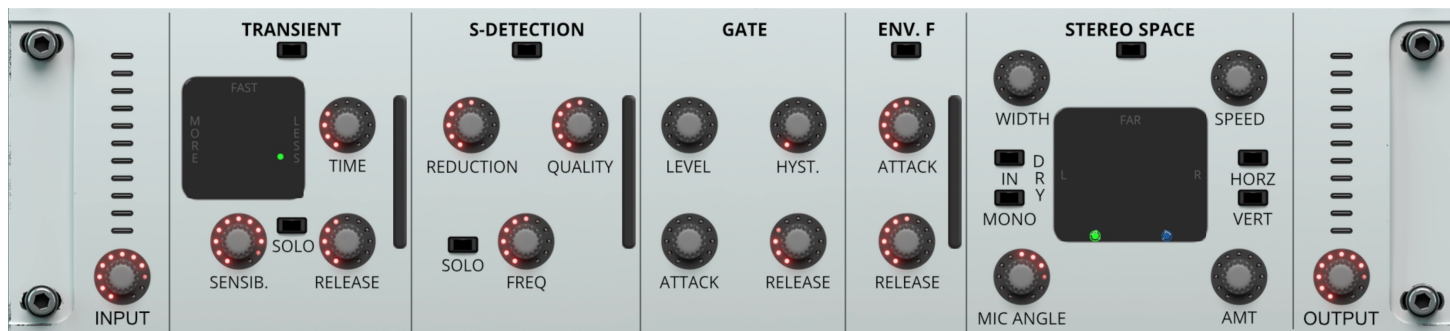 TRANSIENT
S-DETECTION
GATE
ENV. F
STEREO SPACE
FAST
MORE
LESS
TIME
SENSIB.
SOLO
RELEASE
REDUCTION
QUALITY
SOLO
FREQ
LEVEL
HYST.
ATTACK
RELEASE
ATTACK
RELEASE
WIDTH
SPEED
FAR
L
R
IN
MONO
DRY
HORZ
VERT
MIC ANGLE
AMT
INPUT
OUTPUT